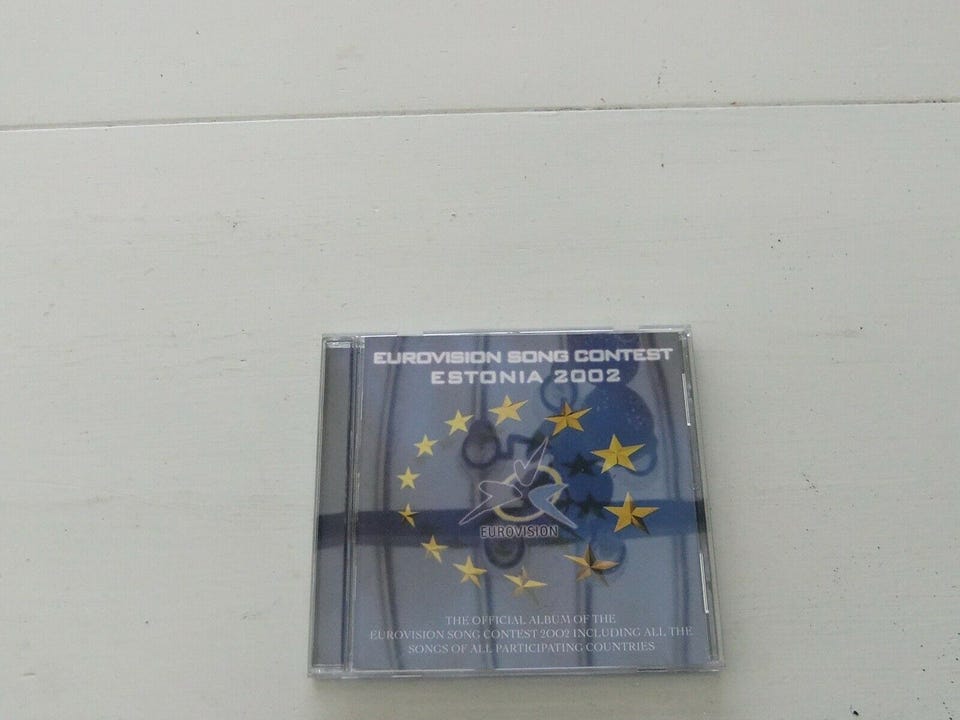 EUROVISION SONG CONTEST
ESTONIA 2002
EUROVISION
THE OFFICIAL ALBUM OF THE
EUROVISION SONG CONTEST 2002 INCLUDING ALL THE
SONGS OF ALL PARTICIPATING COUNTRIES